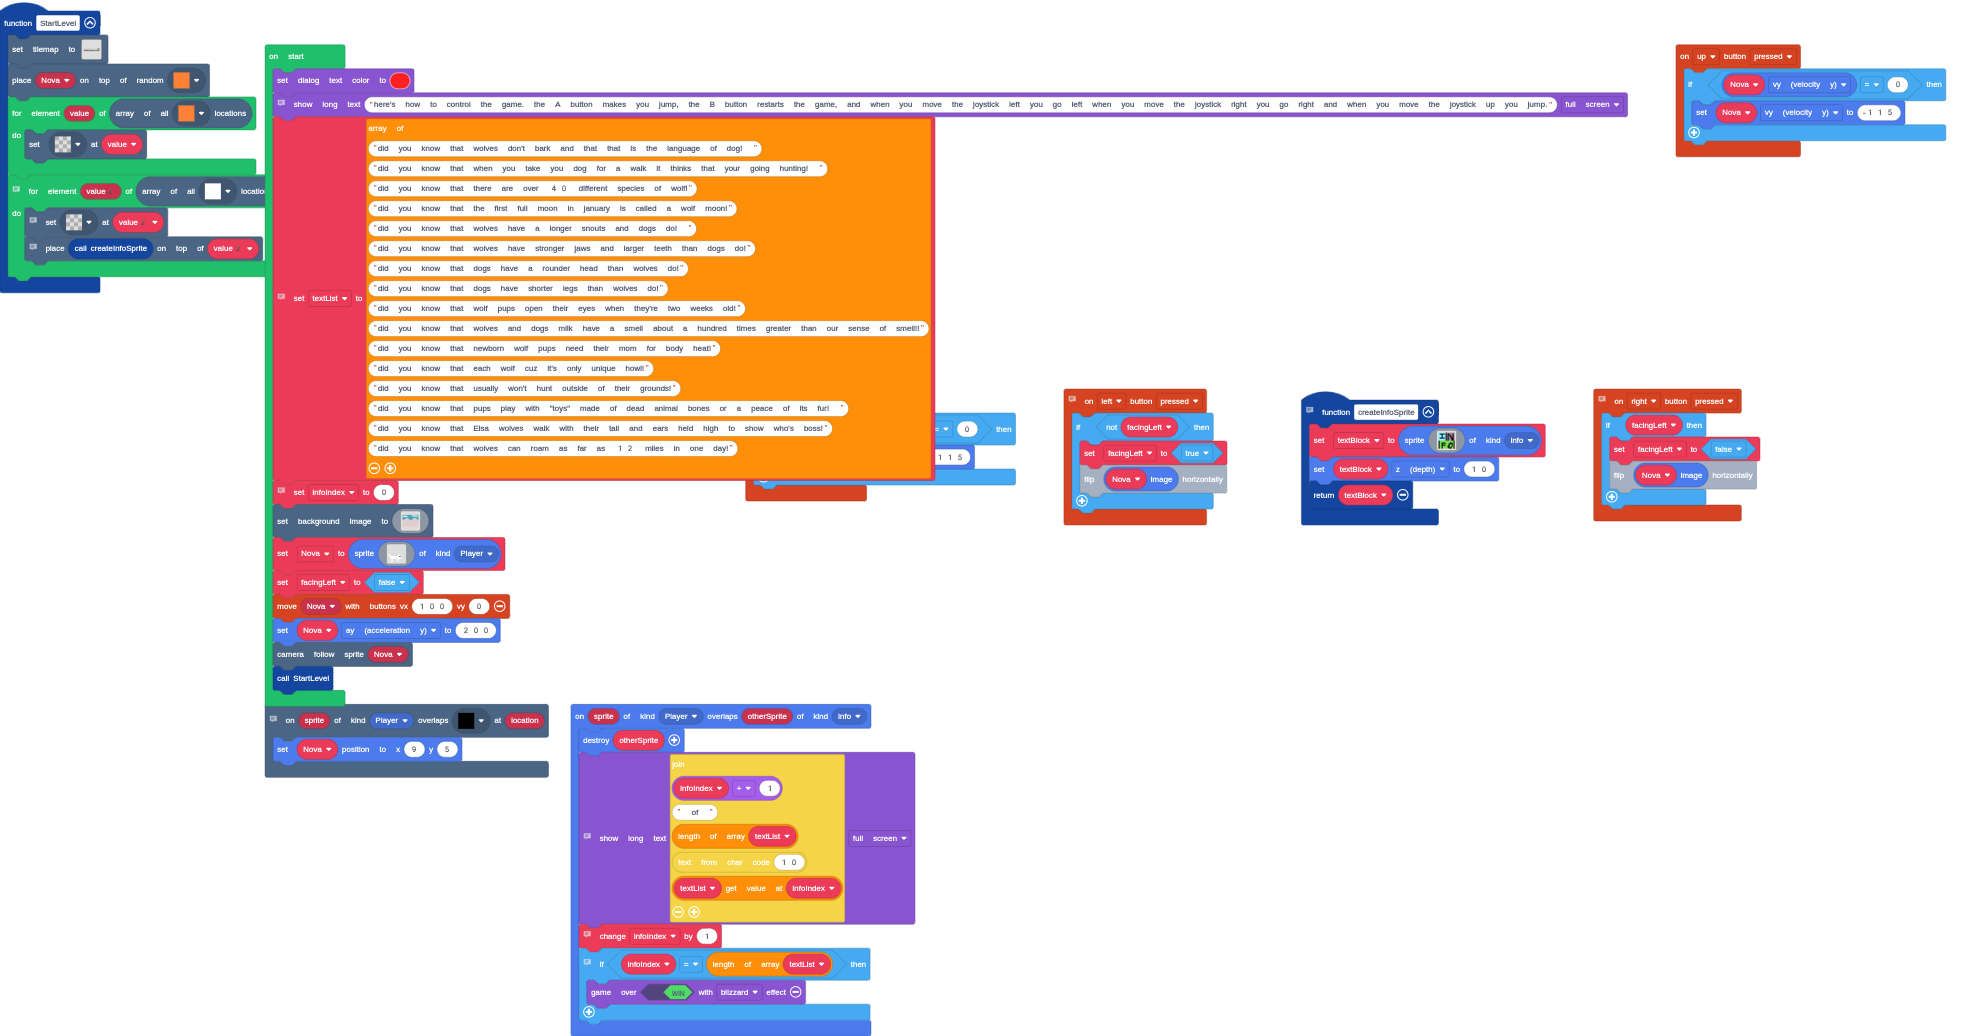 function StartLevel
set tilemap to
place Nova on top of random
for element value of array of all locations
do
set at value
for element value of array of all locatio
do
set at value
place call createInfoSprite on top of value
on start
set dialog text color to
show long text "here's how to control the game. the A button makes you jump, the B button restarts the game, and when you move the joystick left you go left when you move the joystick right you go right and when you move the joystick up you jump." full screen
set textList to
array of
"did you know that wolves don't bark and that that is the language of dog! "
"did you know that when you take you dog for a walk it thinks that your going hunting! "
"did you know that there are over 40 different species of wolf!"
"did you know that the first full moon in january is called a wolf moon!"
"did you know that wolves have a longer snouts and dogs do! "
"did you know that wolves have stronger jaws and larger teeth than dogs do!"
"did you know that dogs have a rounder head than wolves do!"
"did you know that dogs have shorter legs than wolves do!"
"did you know that wolf pups open their eyes when they're two weeks old!"
"did you know that wolves and dogs milk have a smell about a hundred times greater than our sense of smell!"
"did you know that newborn wolf pups need their mom for body heat!"
"did you know that each wolf cuz it's only unique howl!"
"did you know that usually won't hunt outside of their grounds!"
"did you know that pups play with "toys" made of dead animal bones or a peace of its fur! "
"did you know that Elsa wolves walk with their tail and ears held high to show who's boss!"
"did you know that wolves can roam as far as 12 miles in one day!"
set infoIndex to 0
set background image to
set Nova to sprite of kind Player
set facingLeft to false
move Nova with buttons vx 100 vy 0
set Nova ay (acceleration y) to 200
camera follow sprite Nova
call StartLevel
= 0 then
115
on up button pressed
if Nova vy (velocity y) = 0 then
set Nova vy (velocity y) to -115
on left button pressed
if not facingLeft then
set facingLeft to true
flip Nova image horizontally
function createInfoSprite
set textBlock to sprite of kind info
set textBlock z (depth) to 10
return textBlock
on right button pressed
if facingLeft then
set facingLeft to false
flip Nova image horizontally
on sprite of kind Player overlaps at location
set Nova position to x 9 y 5
on sprite of kind Player overlaps otherSprite of kind info
destroy otherSprite
show long text
join
infoIndex + 1
" of "
length of array textList
text from char code 10
textList get value at infoIndex
full screen
change infoIndex by 1
if infoIndex = length of array textList then
game over WIN with blizzard effect